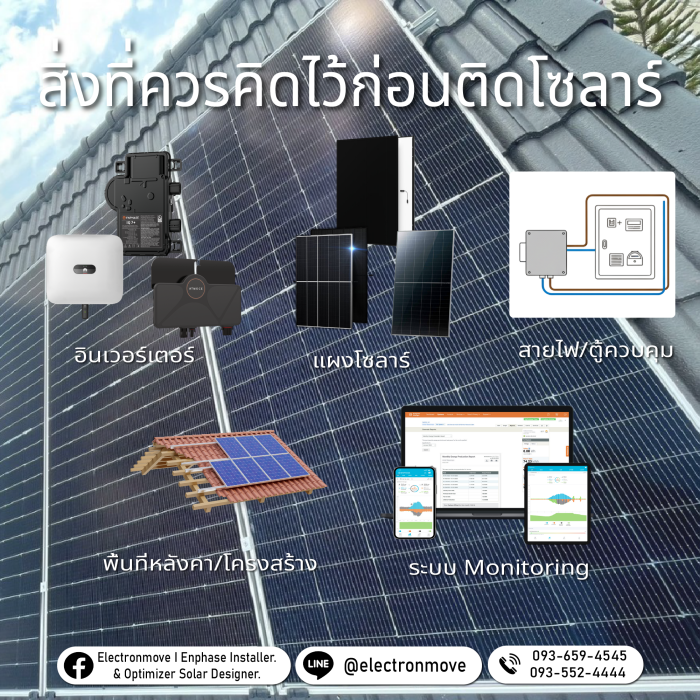 สิ่งที่ควรคิดไว้ก่อนติดโซลาร์
อินเวอร์เตอร์
แผงโซลาร์
สายไฟ/ตู้ควบคุม
พื้นที่หลังคา/โครงสร้าง
ระบบ Monitoring
Electronmove I Enphase Installer.
& Optimizer Solar Designer.
LINE
@electronmove
093-659-4545
093-552-4444